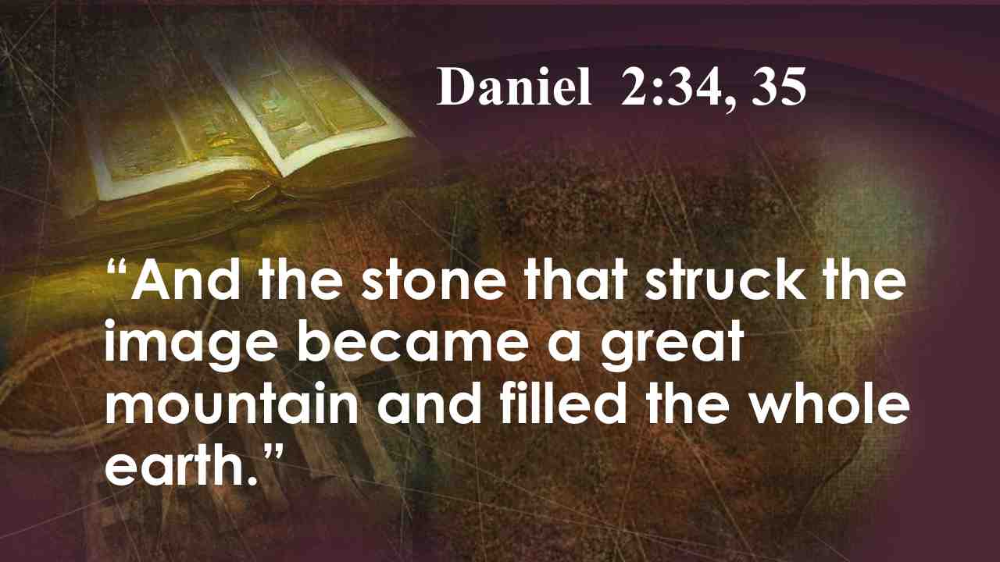 Daniel 2:34, 35
“And the stone that struck the
image became a great
mountain and filled the whole
earth.”